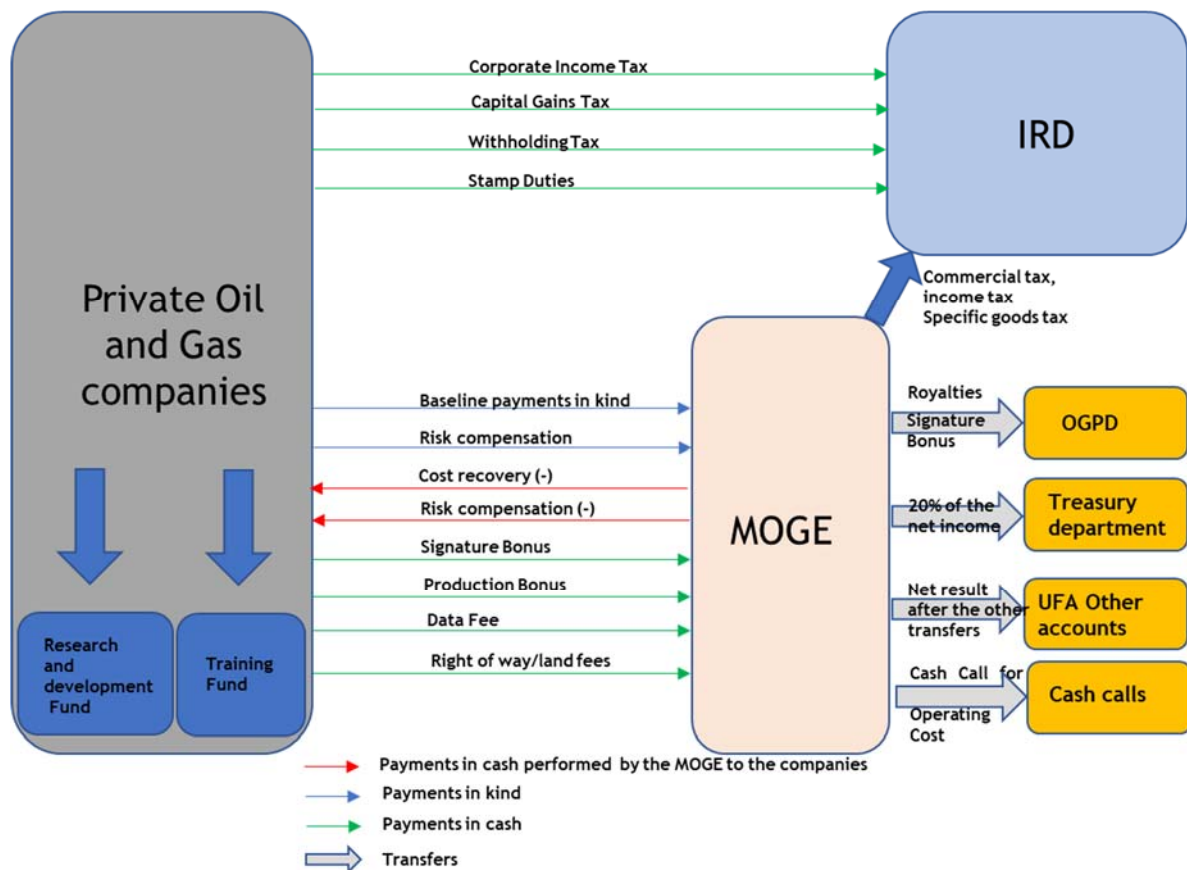 Corporate Income Tax
Capital Gains Tax
Withholding Tax
Stamp Duties
IRD
Commercial tax,
income tax
Specific goods tax
Private Oil
and Gas
companies
Baseline payments in kind
Risk compensation
Cost recovery (-)
Risk compensation (-)
Signature Bonus
Production Bonus
Data Fee
Right of way/land fees
MOGE
Royalties
Signature
Bonus
OGPD
20% of the
net income
Treasury
department
Net result
after the other
transfers
UFA Other
accounts
Cash Call for
Operating
Cost
Cash calls
Research
and
development
Fund
Training
Fund
Payments in cash performed by the MOGE to the companies
Payments in kind
Payments in cash
Transfers